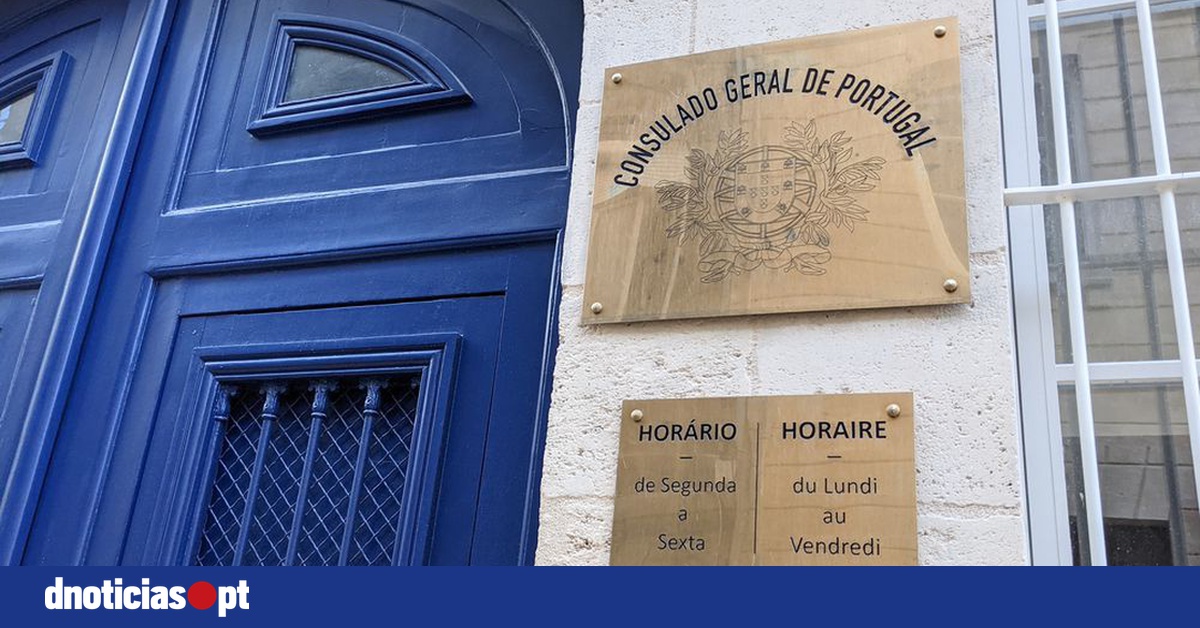 CONSULADO GERAL DE PORTUGAL
HORÁRIO
–
de Segunda
a
Sexta
HORAIRE
–
du Lundi
au
Vendredi
dnoticias.pt